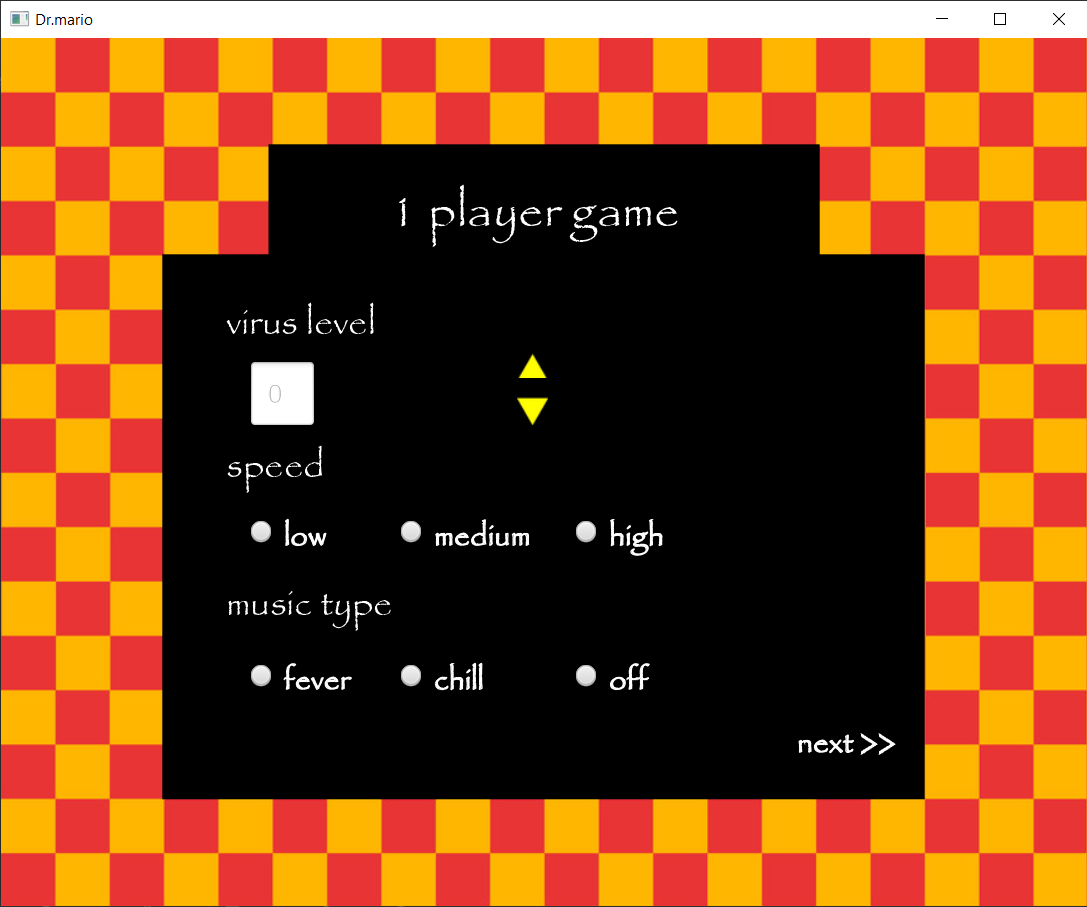 Dr.mario
1 player game
virus level
0
speed
low medium high
music type
fever chill off
next >>